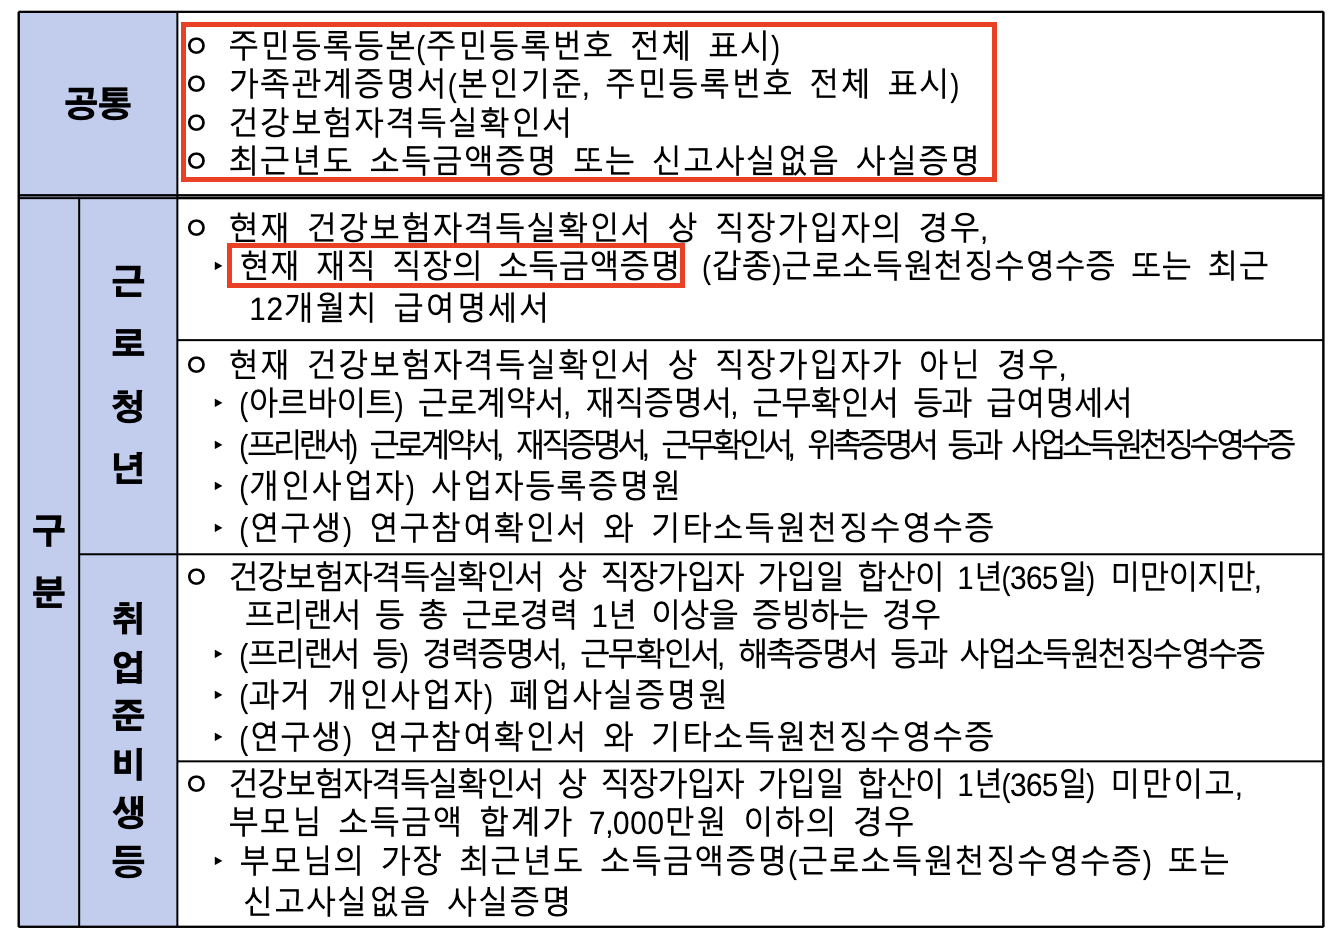 공통
ㅇ 주민등록등본(주민등록번호 전체 표시)
ㅇ 가족관계증명서(본인기준, 주민등록번호 전체 표시)
ㅇ 건강보험자격득실확인서
ㅇ 최근년도 소득금액증명 또는 신고사실없음 사실증명
구분
근로청년
ㅇ 현재 건강보험자격득실확인서 상 직장가입자의 경우,
‣ 현재 재직 직장의 소득금액증명 (갑종)근로소득원천징수영수증 또는 최근
12개월치 급여명세서
ㅇ 현재 건강보험자격득실확인서 상 직장가입자가 아닌 경우,
‣ (아르바이트) 근로계약서, 재직증명서, 근무확인서 등과 급여명세서
‣ (프리랜서) 근로계약서, 재직증명서, 근무확인서, 위촉증명서 등과 사업소득원천징수영수증
‣ (개인사업자) 사업자등록증명원
‣ (연구생) 연구참여확인서 와 기타소득원천징수영수증
취업준비생등
ㅇ 건강보험자격득실확인서 상 직장가입자 가입일 합산이 1년(365일) 미만이지만,
프리랜서 등 총 근로경력 1년 이상을 증빙하는 경우
‣ (프리랜서 등) 경력증명서, 근무확인서, 해촉증명서 등과 사업소득원천징수영수증
‣ (과거 개인사업자) 폐업사실증명원
‣ (연구생) 연구참여확인서 와 기타소득원천징수영수증
ㅇ 건강보험자격득실확인서 상 직장가입자 가입일 합산이 1년(365일) 미만이고,
부모님 소득금액 합계가 7,000만원 이하의 경우
‣ 부모님의 가장 최근년도 소득금액증명(근로소득원천징수영수증) 또는
신고사실없음 사실증명